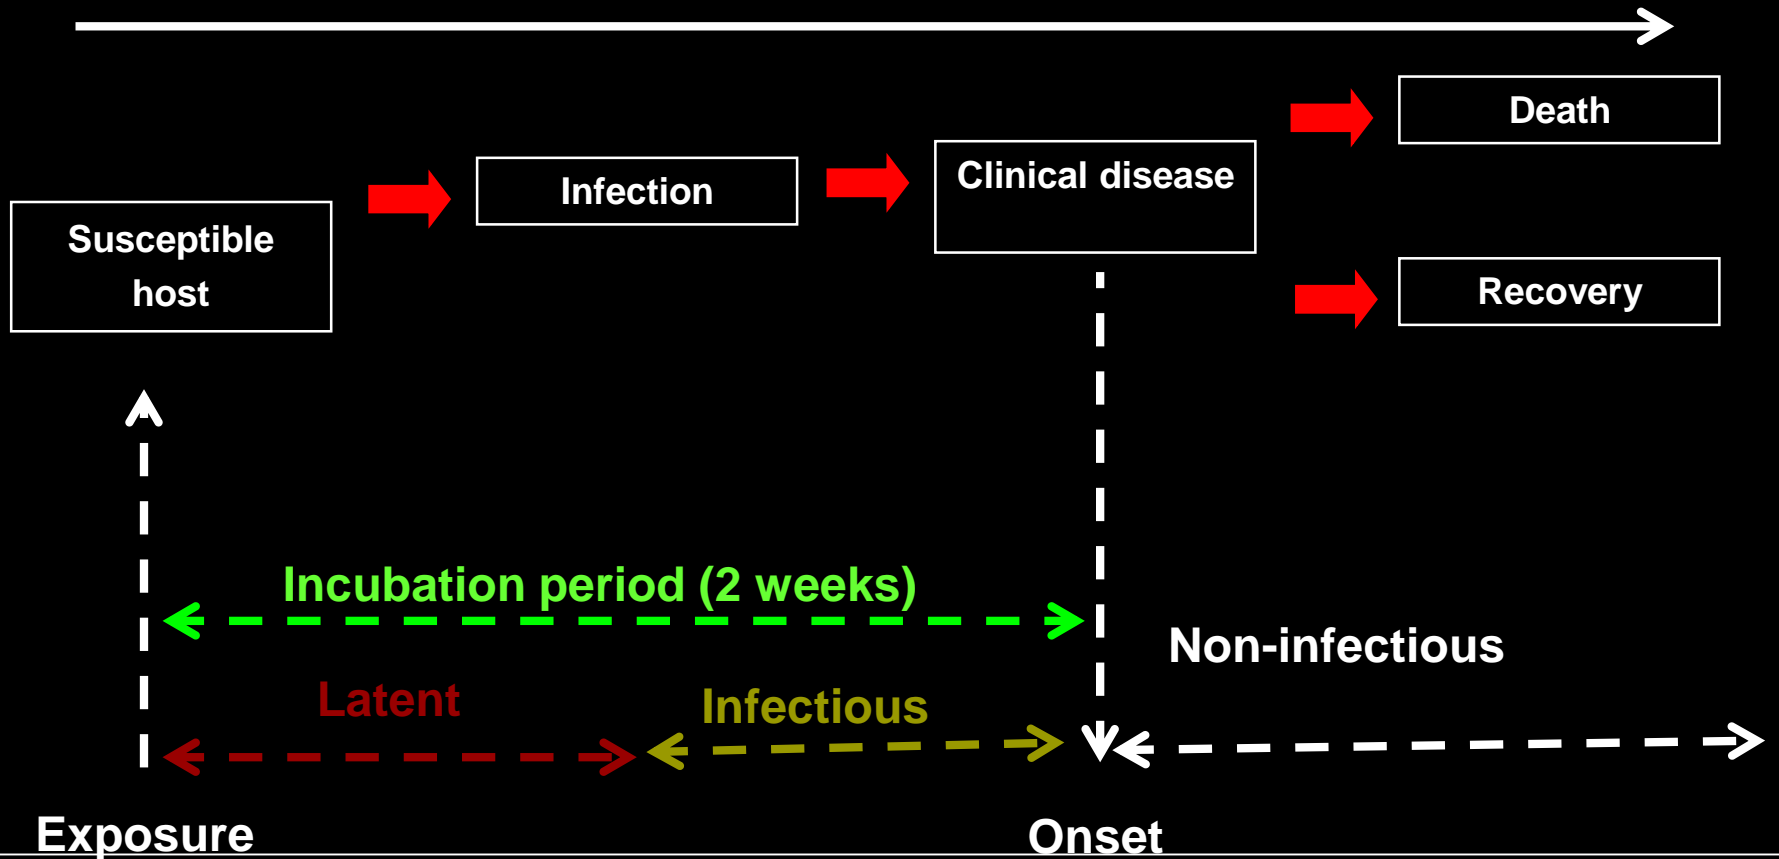 Death
Clinical disease
Infection
Susceptible
host
Recovery
Incubation period (2 weeks)
Non-infectious
Latent
Infectious
Exposure
Onset